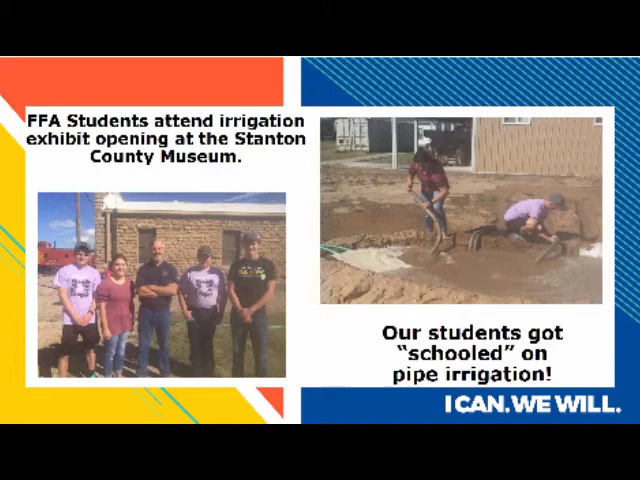 FFA Students attend irrigation
exhibit opening at the Stanton
County Museum.
Our students got
“schooled” on
pipe irrigation!
I CAN. WE WILL.